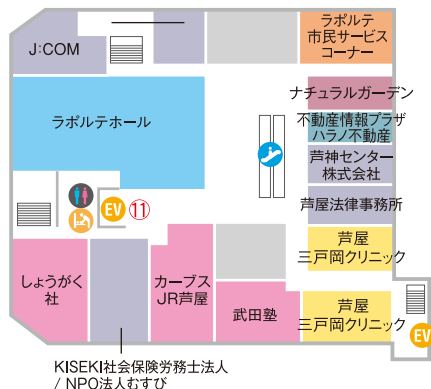 ラポルテ
市民サービス
コーナー
J:COM
ナチュラルガーデン
ラポルテホール
不動産情報プラザ
ハラノ不動産
芦神センター
株式会社
芦屋法律事務所
EV
⑪
芦屋
三戸岡クリニック
しょうがく
社
カーブス
JR芦屋
武田塾
芦屋
三戸岡クリニック
EV
KISEKI社会保険労務士法人
/ NPO法人むすび